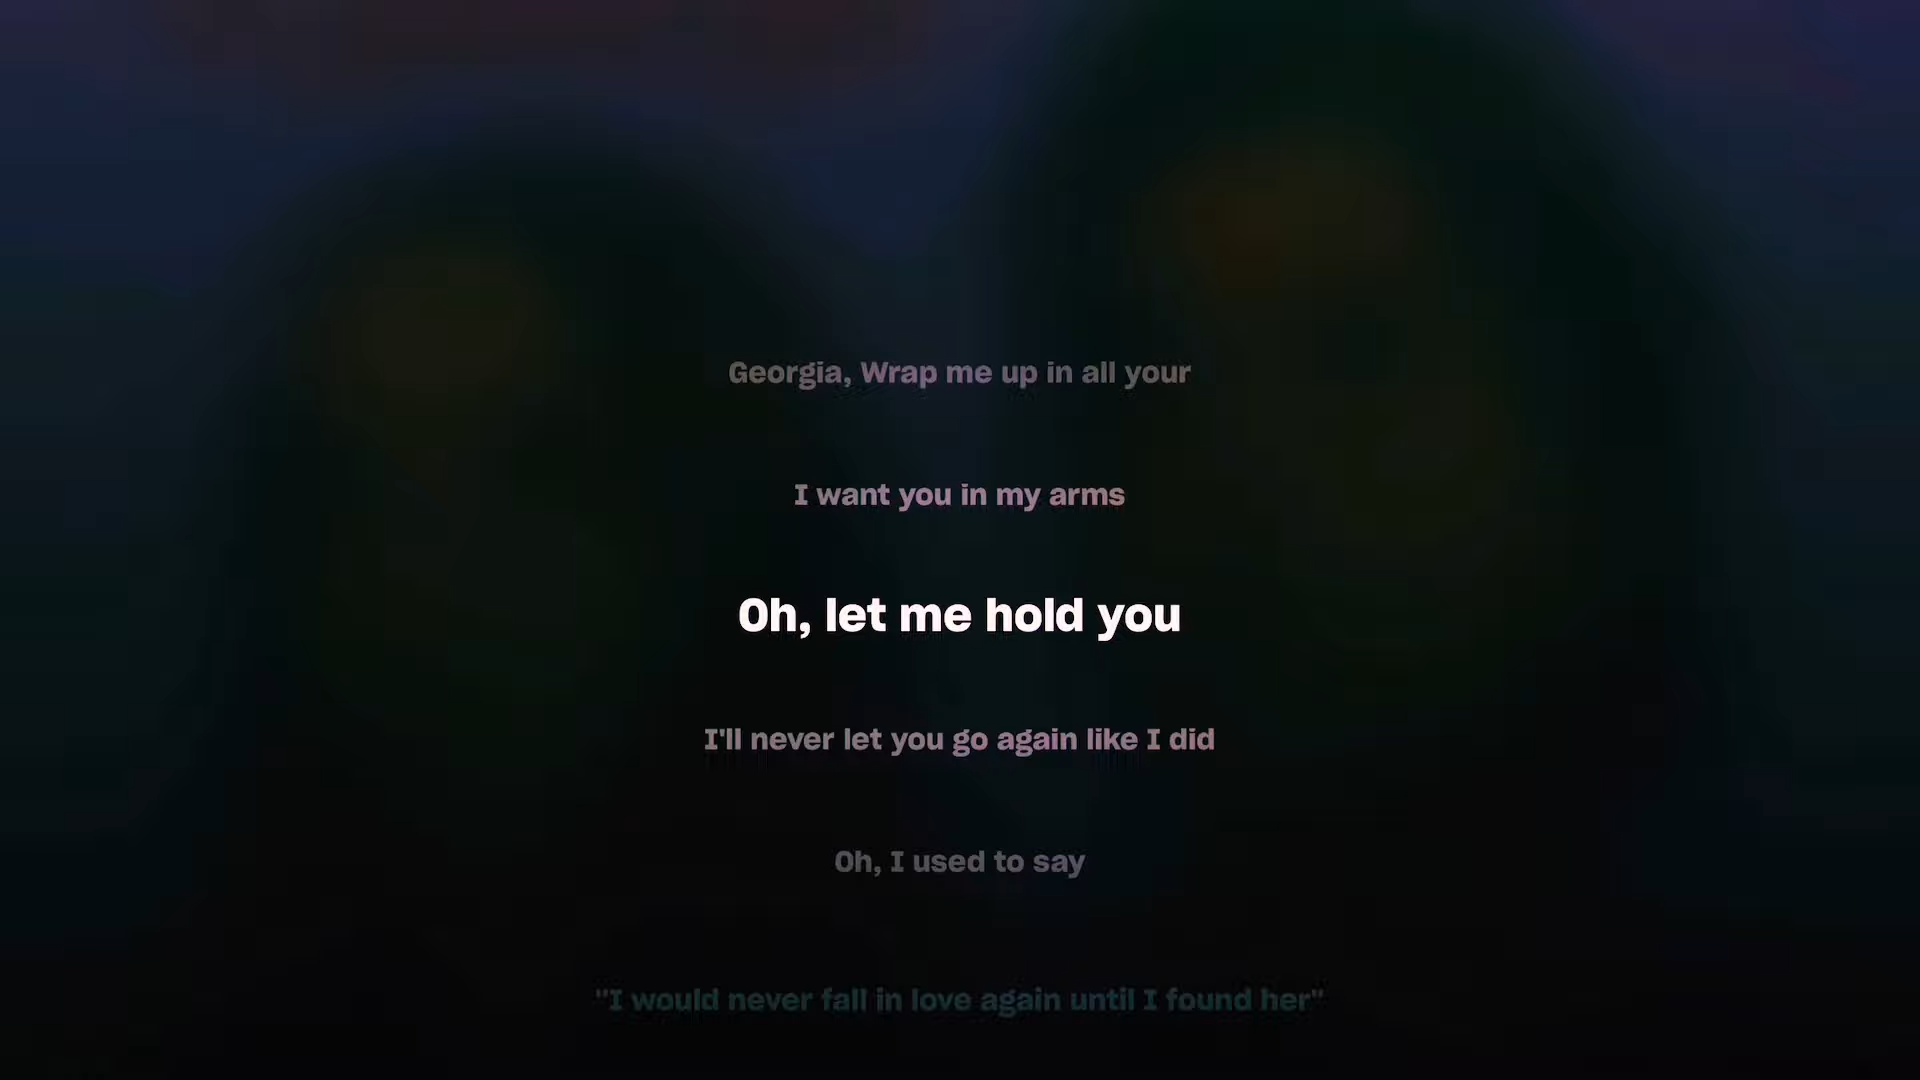 Georgia, Wrap me up in all your
I want you in my arms
Oh, let me hold you
I'll never let you go again like I did
Oh, I used to say
"I would never fall in love again until I found her"